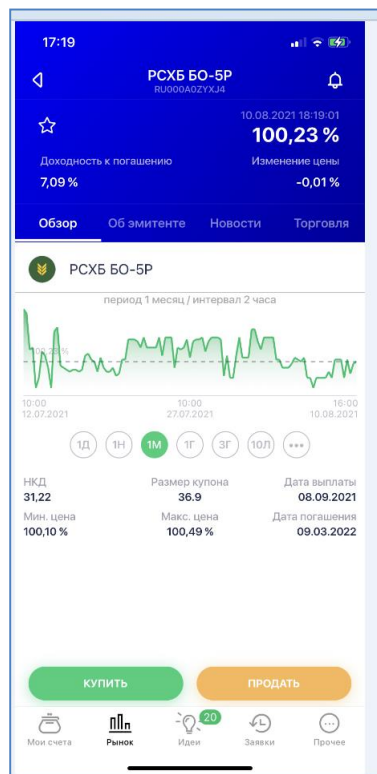 17:19
РСХБ БО-5Р
RU000A0ZYXJ4
10.08.2021 18:19:01
100,23 %
Доходность к погашению Изменение цены
7,09 % -0,01 %
Обзор Об эмитенте Новости Торговля
РСХБ БО-5Р
период 1 месяц / интервал 2 часа
100,23 %
10:00 10:00 16:00
12.07.2021 27.07.2021 10.08.2021
1Д 1Н 1М 1Г 3Г 10Л •••
НКД Размер купона Дата выплаты
31,22 36.9 08.09.2021
Мин. цена Макс. цена Дата погашения
100,10 % 100,49 % 09.03.2022
КУПИТЬ ПРОДАТЬ
20
Мои счета Рынок Идеи Заявки Прочее